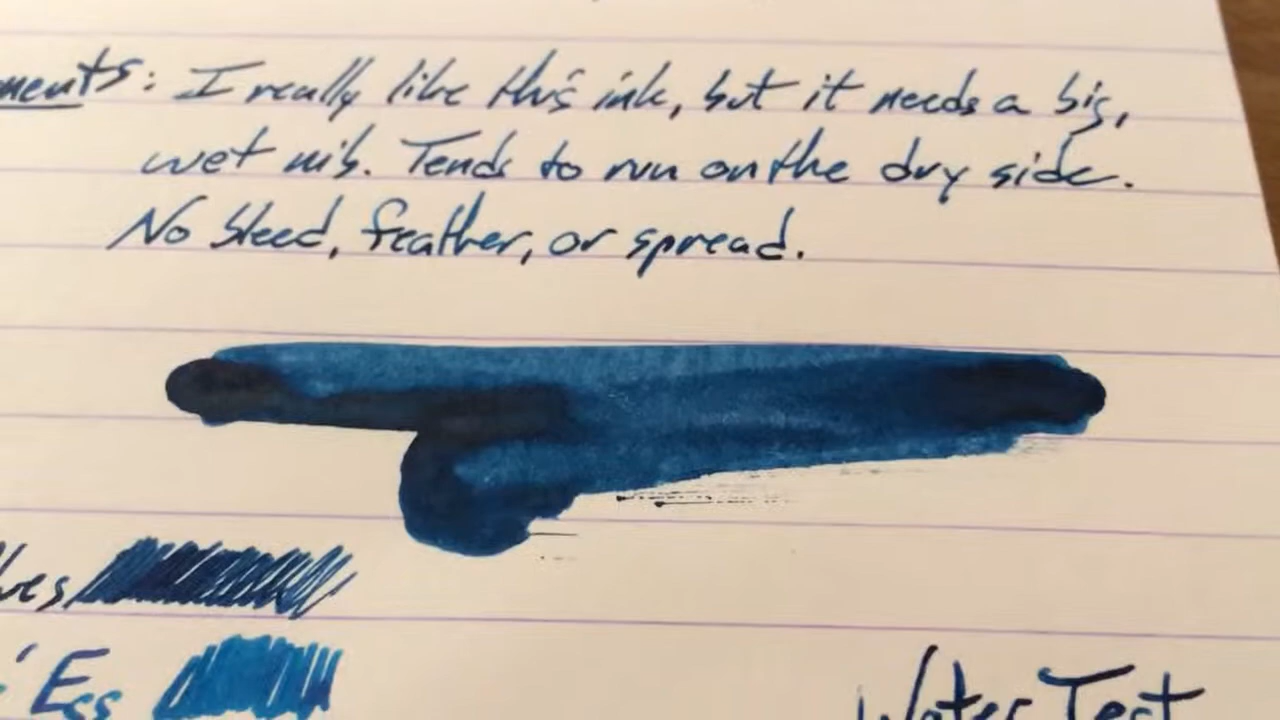 ments: I really like this ink, but it needs a big,
wet nib. Tends to run on the dry side.
No bleed, feather, or spread.
Egg
Water Test